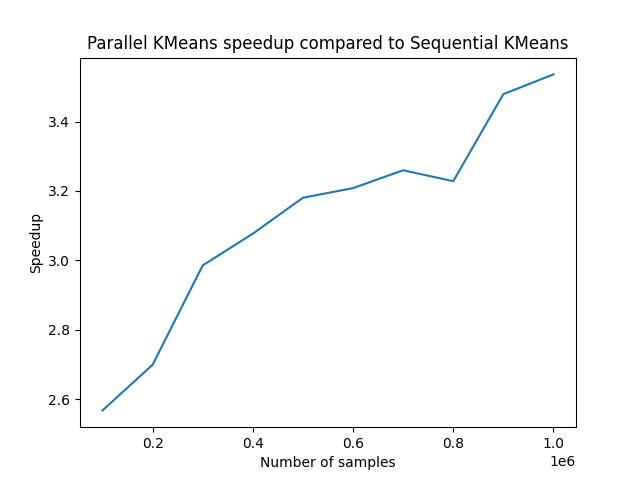 Parallel KMeans speedup compared to Sequential KMeans
3.4
3.2
3.0
2.8
2.6
Speedup
0.2 0.4 0.6 0.8 1.0
1e6
Number of samples